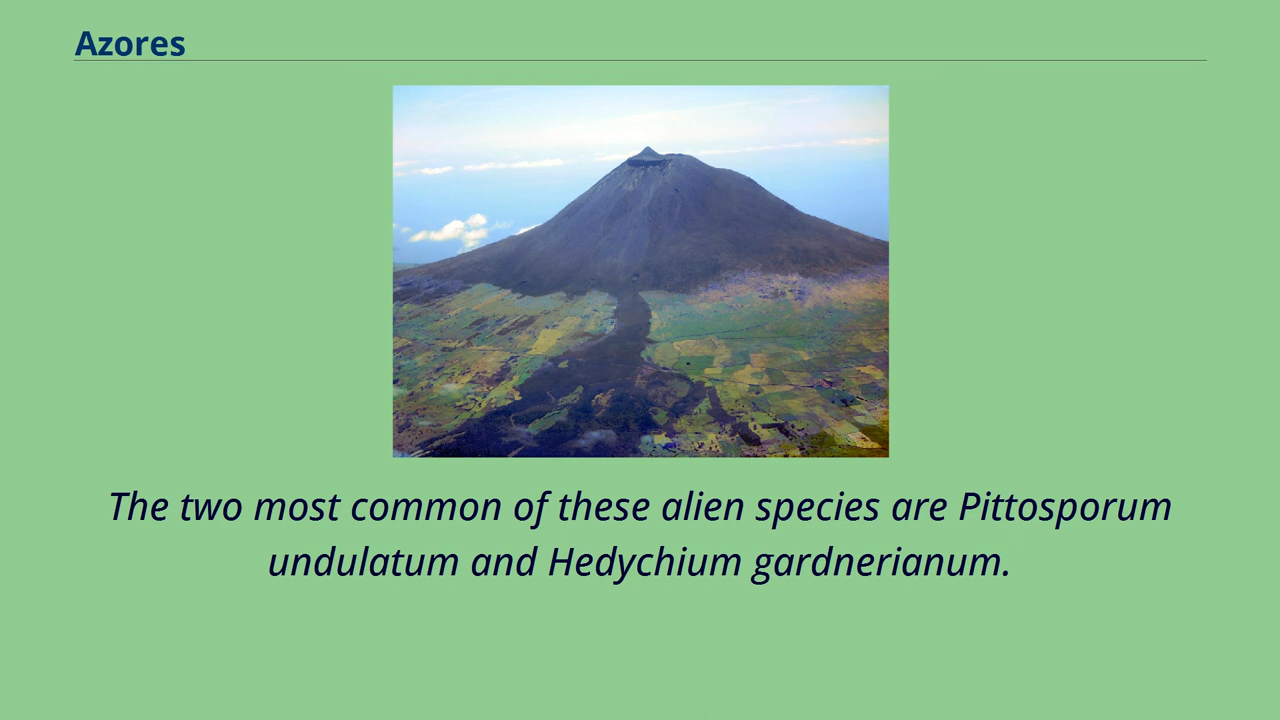 Azores
The two most common of these alien species are Pittosporum
undulatum and Hedychium gardnerianum.